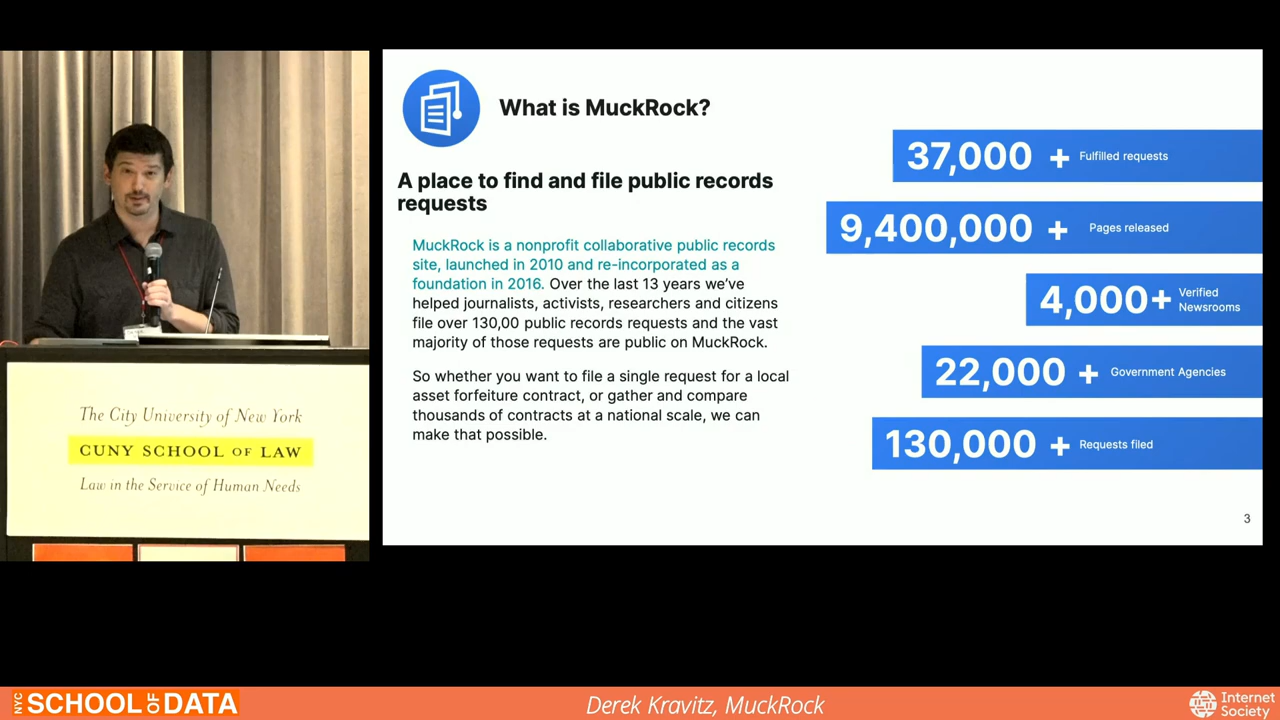 What is MuckRock?
A place to find and file public records
requests
MuckRock is a nonprofit collaborative public records
site, launched in 2010 and re-incorporated as a
foundation in 2016. Over the last 13 years we've
helped journalists, activists, researchers and citizens
file over 130,00 public records requests and the vast
majority of those requests are public on MuckRock.
So whether you want to file a single request for a local
asset forfeiture contract, or gather and compare
thousands of contracts at a national scale, we can
make that possible.
37,000 + Fulfilled requests
9,400,000 + Pages released
4,000+ Verified
Newsrooms
22,000 + Government Agencies
130,000 + Requests filed
3
The City University of New York
CUNY SCHOOL OF LAW
Law in the Service of Human Needs
NYC SCHOOL OF DATA
Derek Kravitz, MuckRock
Internet
Society